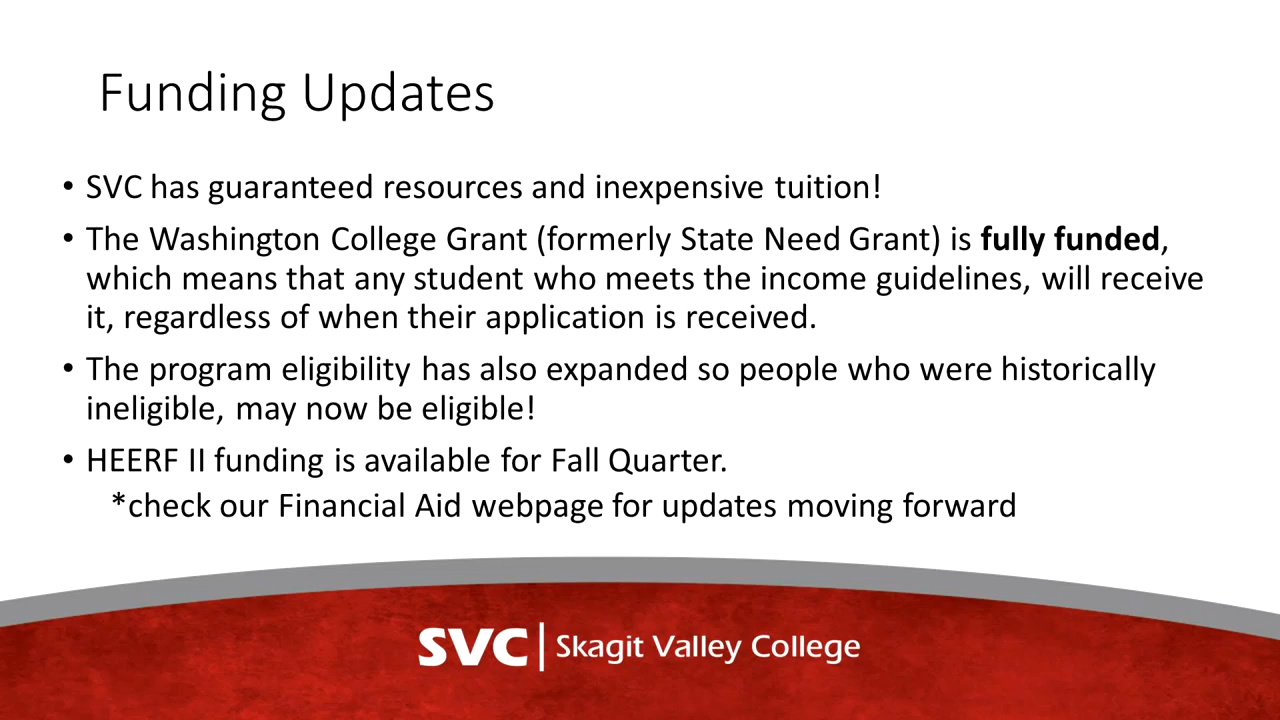 Funding Updates
• SVC has guaranteed resources and inexpensive tuition!
• The Washington College Grant (formerly State Need Grant) is fully funded,
which means that any student who meets the income guidelines, will receive
it, regardless of when their application is received.
• The program eligibility has also expanded so people who were historically
ineligible, may now be eligible!
• HEERF II funding is available for Fall Quarter.
*check our Financial Aid webpage for updates moving forward
SVC | Skagit Valley College